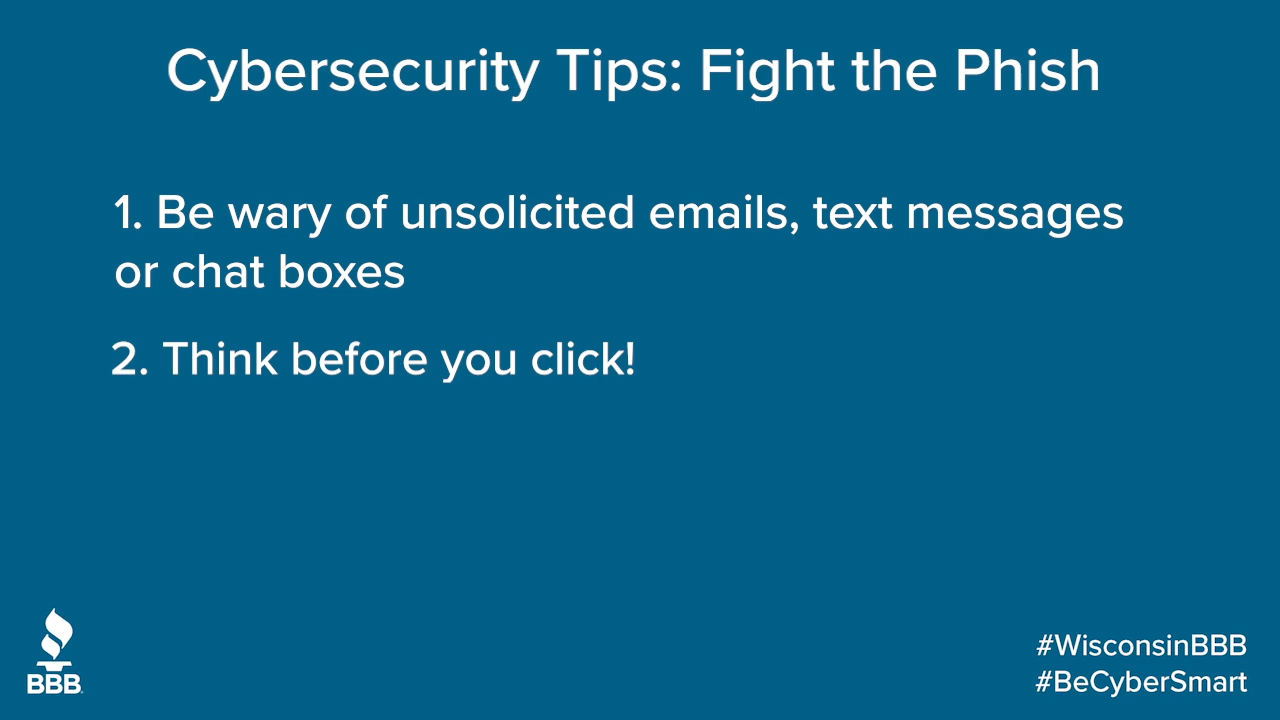 Cybersecurity Tips: Fight the Phish
1. Be wary of unsolicited emails, text messages
or chat boxes
2. Think before you click!
#WisconsinBBB
BBB
#BeCyberSmart